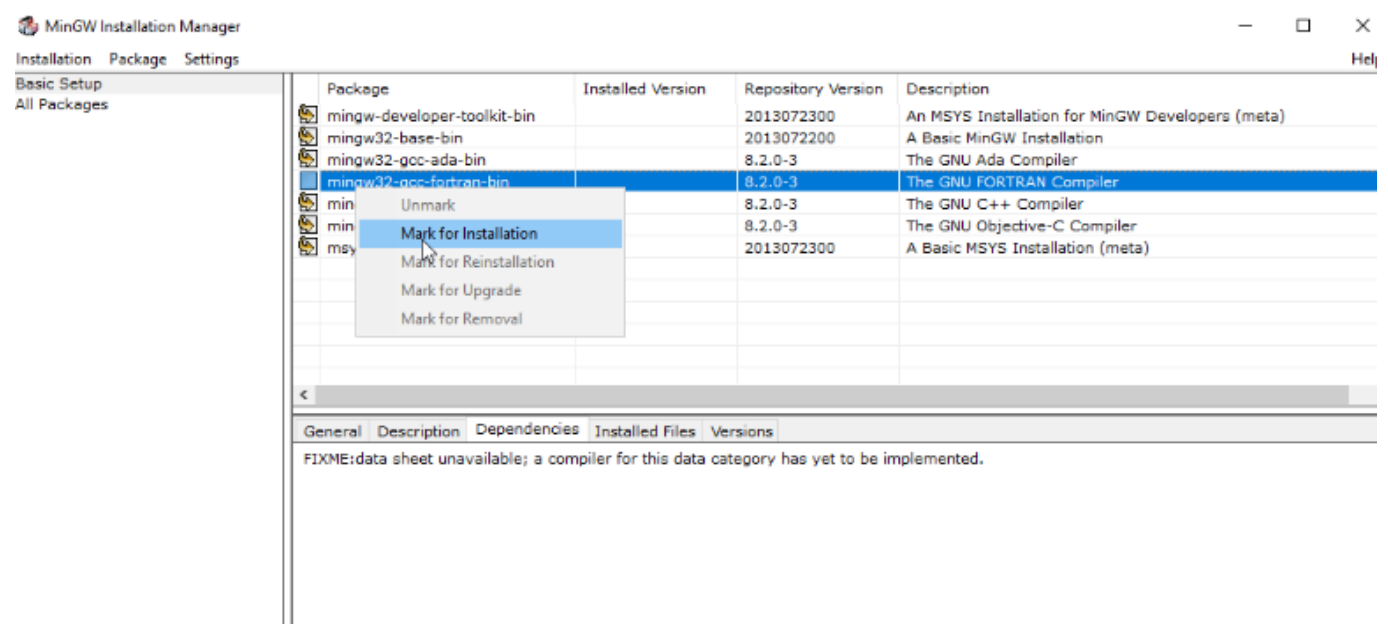 MinGW Installation Manager
Installation Package Settings Help
Basic Setup
All Packages
Package Installed Version Repository Version Description
mingw-developer-toolkit-bin 2013072300 An MSYS Installation for MinGW Developers (meta)
mingw32-base-bin 2013072200 A Basic MinGW Installation
mingw32-gcc-ada-bin 8.2.0-3 The GNU Ada Compiler
mingw32-gcc-fortran-bin 8.2.0-3 The GNU FORTRAN Compiler
min 8.2.0-3 The GNU C++ Compiler
min 8.2.0-3 The GNU Objective-C Compiler
msy 2013072300 A Basic MSYS Installation (meta)
Unmark
Mark for Installation
Mark for Reinstallation
Mark for Upgrade
Mark for Removal
General Description Dependencies Installed Files Versions
FIXME:data sheet unavailable; a compiler for this data category has yet to be implemented.